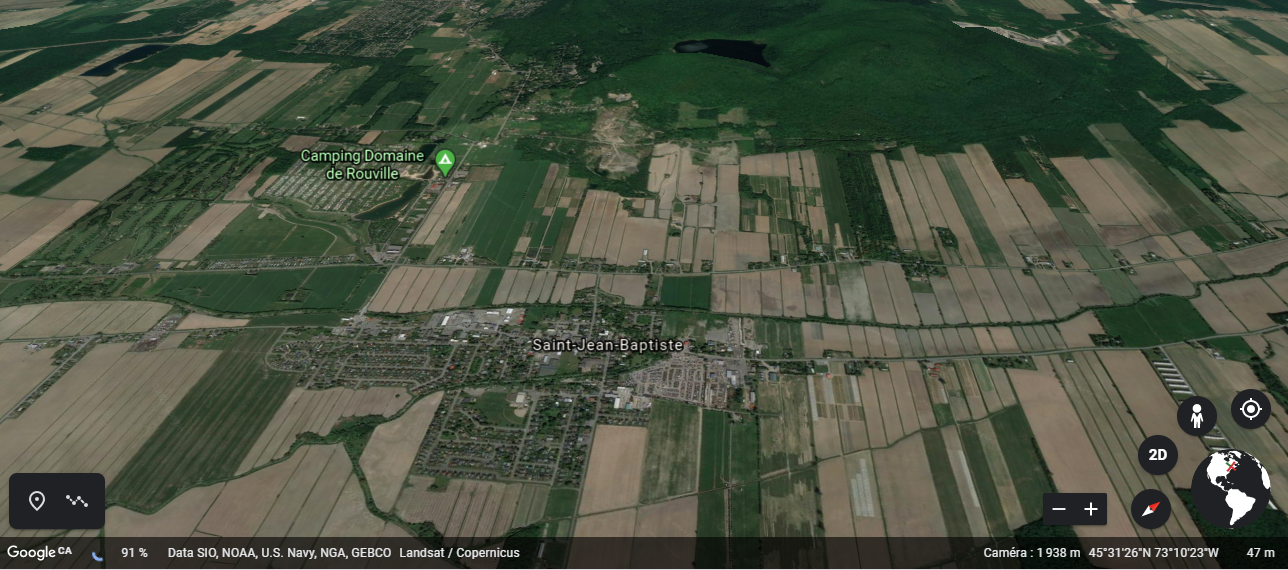 Camping Domaine
de Rouville
Saint-Jean-Baptiste
2D
Google CA 91 % Data SIO, NOAA, U.S. Navy, NGA, GEBCO Landsat / Copernicus Caméra : 1 938 m 45°31'26"N 73°10'23"W 47 m